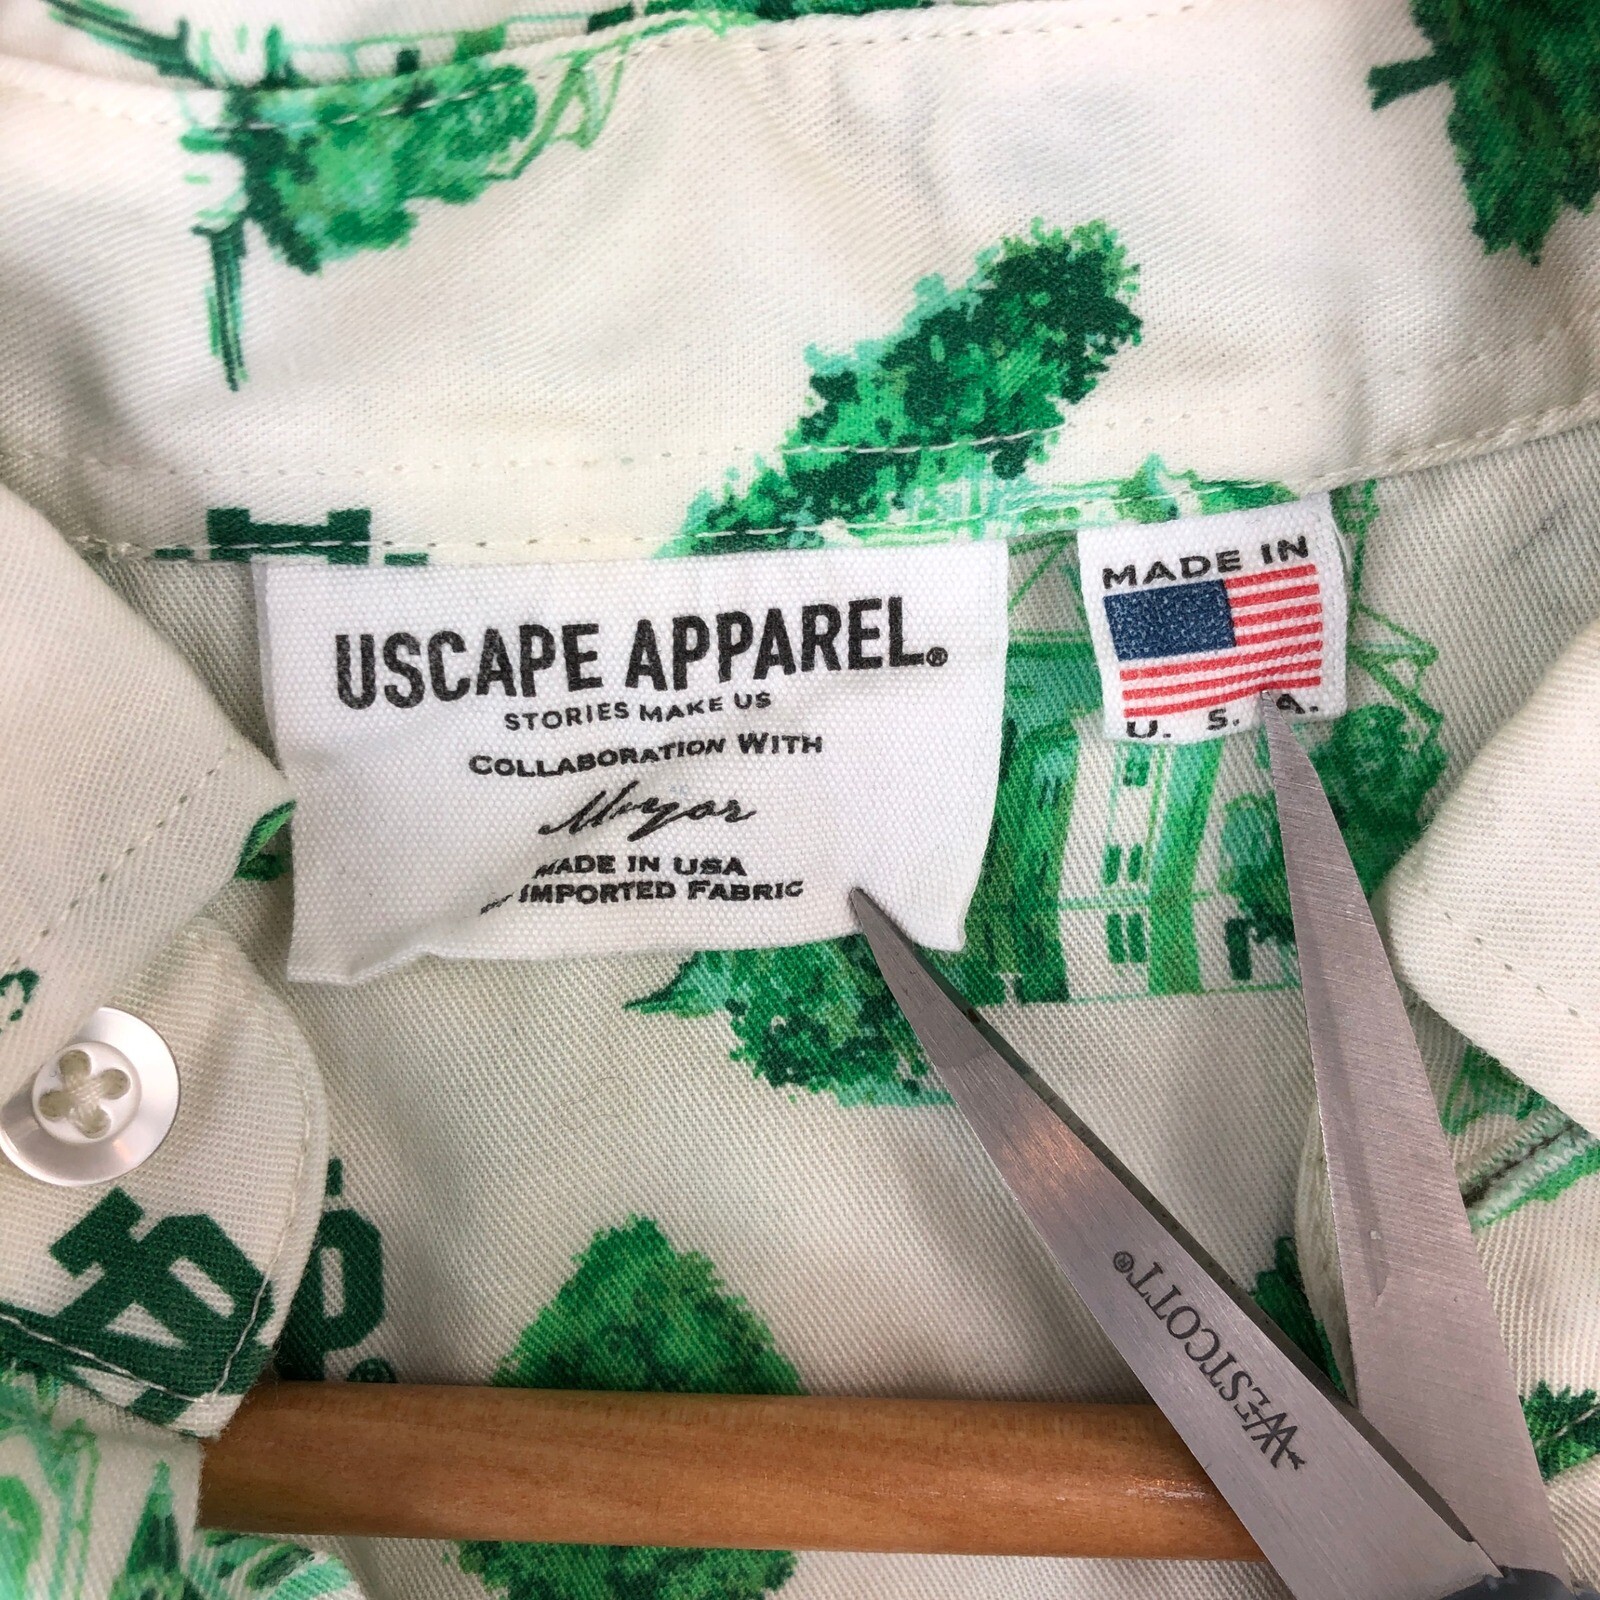 USCAPE APPAREL®
STORIES MAKE US
COLLABORATION WITH
MADE IN USA
IMPORTED FABRIC
MADE IN
U. S. A.
WESTCOTT®